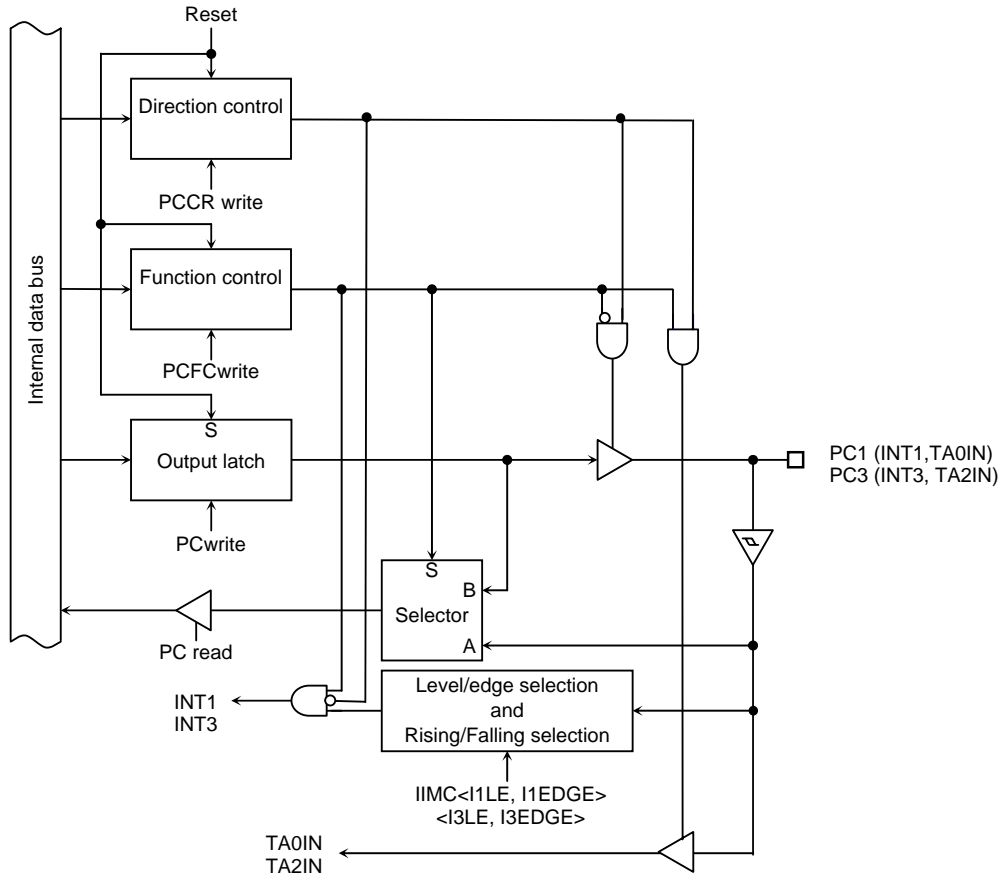 Reset
Direction control
PCCR write
Internal data bus
Function control
PCFCwrite
S
Output latch
PCwrite
PC1 (INT1,TA0IN)
PC3 (INT3, TA2IN)
S
B
Selector
A
PC read
Level/edge selection
and
Rising/Falling selection
INT1
INT3
IIMC<I1LE, I1EDGE>
<I3LE, I3EDGE>
TA0IN
TA2IN